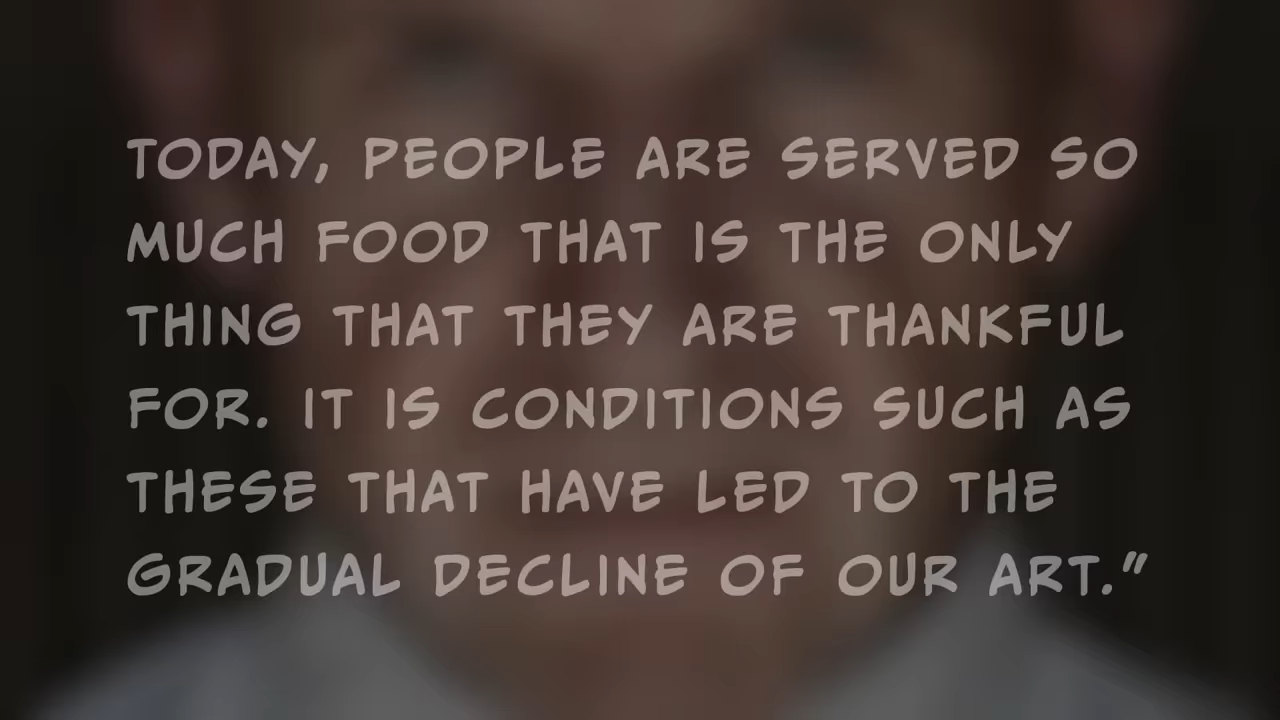 TODAY, PEOPLE ARE SERVED SO
MUCH FOOD THAT IS THE ONLY
THING THAT THEY ARE THANKFUL
FOR. IT IS CONDITIONS SUCH AS
THESE THAT HAVE LED TO THE
GRADUAL DECLINE OF OUR ART.”